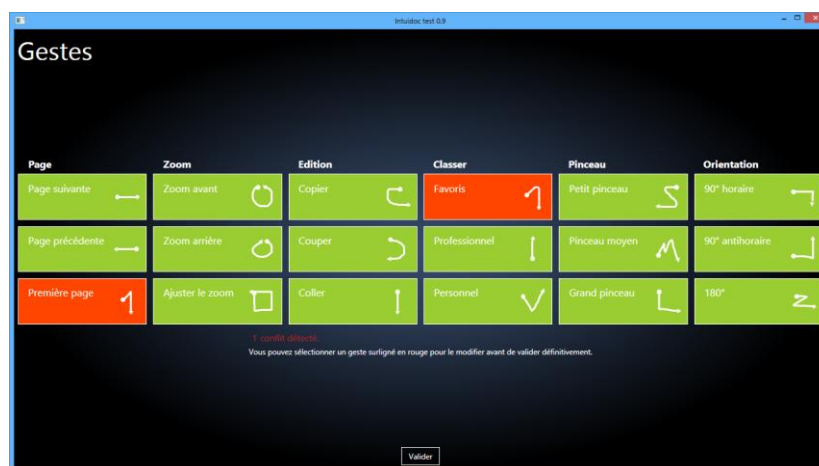 Intuidoc test 0.9
Gestes
Page Zoom Edition Classer Pinceau Orientation
Page suivante Zoom avant Copier Favoris Petit pinceau 90° horaire
Page précédente Zoom arrière Couper Professionnel Pinceau moyen 90° antihoraire
Première page Ajuster le zoom Coller Personnel Grand pinceau 180°
1 conflit détecté.
Vous pouvez sélectionner un geste surligné en rouge pour le modifier avant de valider définitivement.
Valider